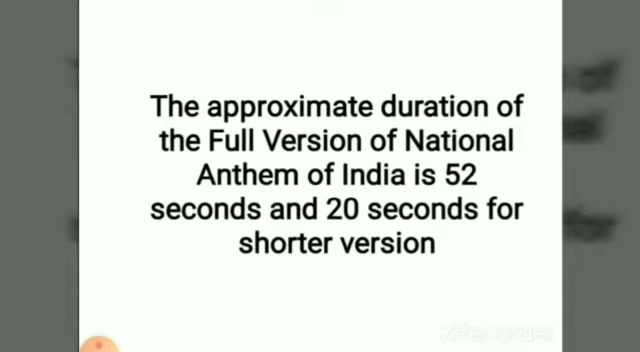 The approximate duration of
the Full Version of National
Anthem of India is 52
seconds and 20 seconds for
shorter version